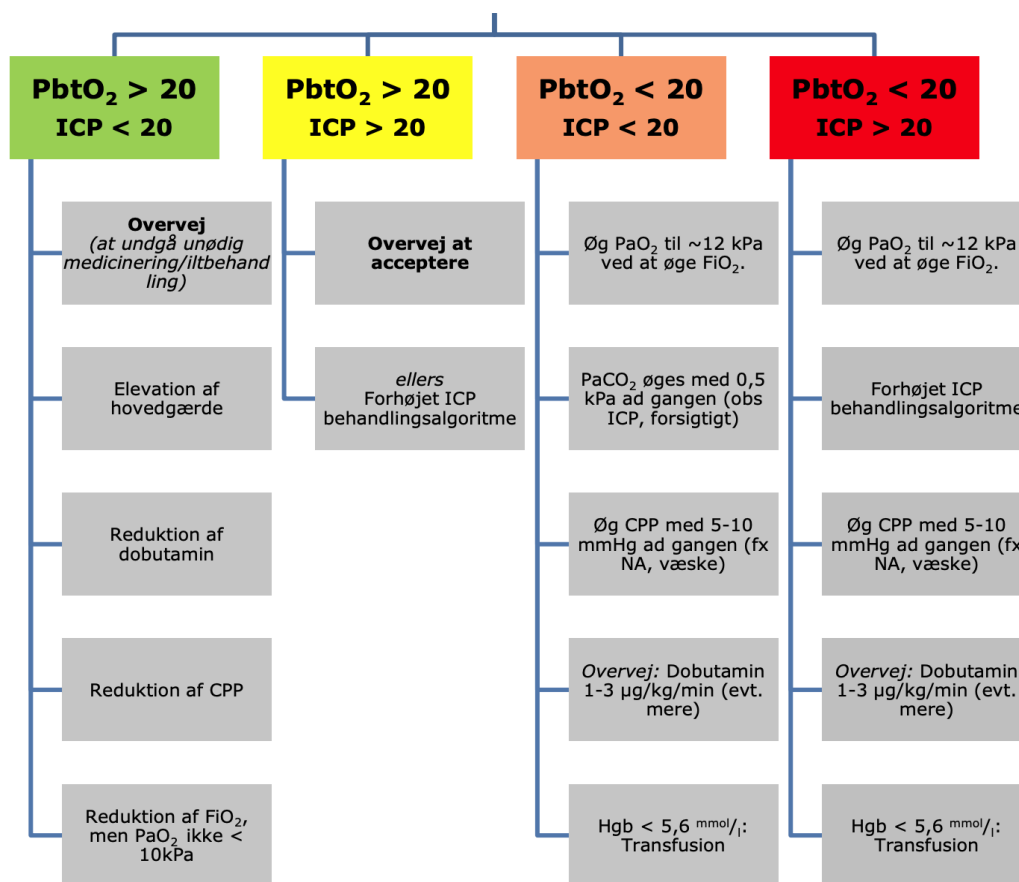 PbtO₂ > 20
ICP < 20
PbtO₂ > 20
ICP > 20
PbtO₂ < 20
ICP < 20
PbtO₂ < 20
ICP > 20
Overvej
(at undgå unødig
medicinering/iltbehand
ling)
Elevation af
hovedgærde
Reduktion af
dobutamin
Reduktion af CPP
Reduktion af FiO₂,
men PaO₂ ikke <
10kPa
Overvej at
acceptere
ellers
Forhøjet ICP
behandlingsalgoritme
Øg PaO₂ til ~12 kPa
ved at øge FiO₂.
PaCO₂ øges med 0,5
kPa ad gangen (obs
ICP, forsigtigt)
Øg CPP med 5-10
mmHg ad gangen (fx
NA, væske)
Overvej: Dobutamin
1-3 µg/kg/min (evt.
mere)
Hgb < 5,6 mmol/l:
Transfusion
Øg PaO₂ til ~12 kPa
ved at øge FiO₂.
Forhøjet ICP
behandlingsalgoritme
Øg CPP med 5-10
mmHg ad gangen (fx
NA, væske)
Overvej: Dobutamin
1-3 µg/kg/min (evt.
mere)
Hgb < 5,6 mmol/l:
Transfusion